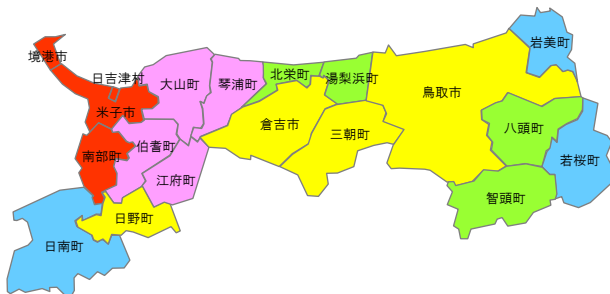 境港市
日吉津村
米子市
大山町
琴浦町
北栄町
湯梨浜町
鳥取市
岩美町
南部町
伯耆町
倉吉市
三朝町
八頭町
江府町
若桜町
日南町
日野町
智頭町